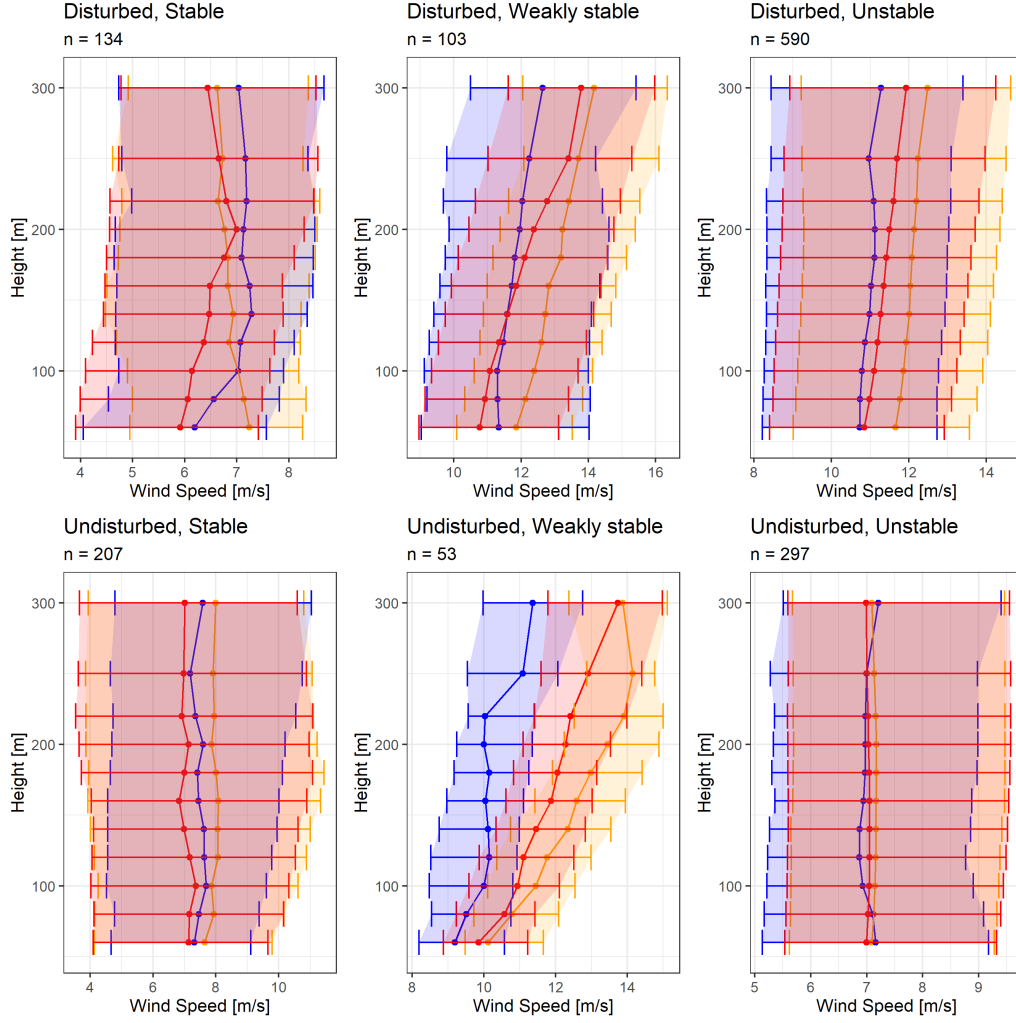 Disturbed, Stable
n = 134
300
200
100
Height [m]
4 5 6 7 8
Wind Speed [m/s]
Disturbed, Weakly stable
n = 103
300
200
100
Height [m]
10 12 14 16
Wind Speed [m/s]
Disturbed, Unstable
n = 590
300
200
100
Height [m]
8 10 12 14
Wind Speed [m/s]
Undisturbed, Stable
n = 207
300
200
100
Height [m]
4 6 8 10
Wind Speed [m/s]
Undisturbed, Weakly stable
n = 53
300
200
100
Height [m]
8 10 12 14
Wind Speed [m/s]
Undisturbed, Unstable
n = 297
300
200
100
Height [m]
5 6 7 8 9
Wind Speed [m/s]